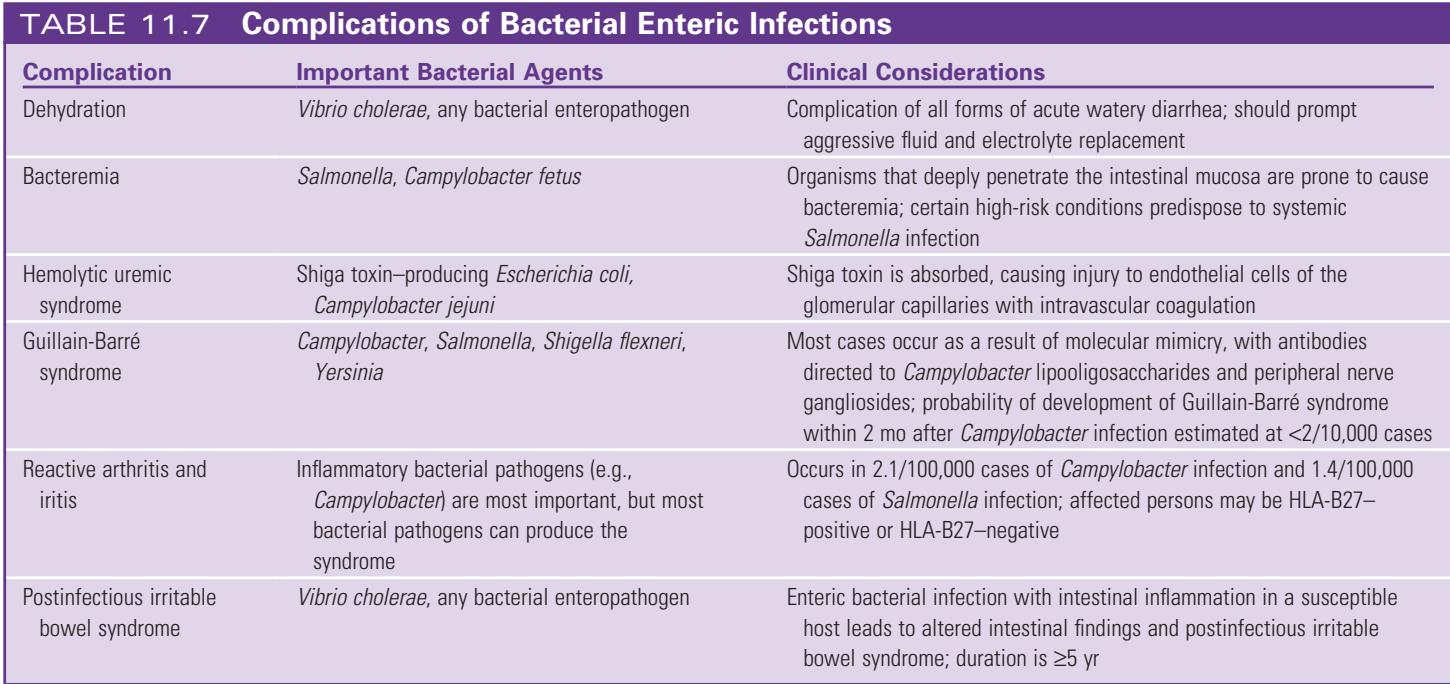 TABLE 11.7 Complications of Bacterial Enteric Infections
Complication Important Bacterial Agents Clinical Considerations
Dehydration Vibrio cholerae, any bacterial enteropathogen Complication of all forms of acute watery diarrhea; should prompt
aggressive fluid and electrolyte replacement
Bacteremia Salmonella, Campylobacter fetus Organisms that deeply penetrate the intestinal mucosa are prone to cause
bacteremia; certain high-risk conditions predispose to systemic
Salmonella infection
Hemolytic uremic Shiga toxin–producing Escherichia coli, Shiga toxin is absorbed, causing injury to endothelial cells of the
syndrome Campylobacter jejuni glomerular capillaries with intravascular coagulation
Guillain-Barré Campylobacter, Salmonella, Shigella flexneri, Most cases occur as a result of molecular mimicry, with antibodies
syndrome Yersinia directed to Campylobacter lipooligosaccharides and peripheral nerve
gangliosides; probability of development of Guillain-Barré syndrome
within 2 mo after Campylobacter infection estimated at <2/10,000 cases
Reactive arthritis and Inflammatory bacterial pathogens (e.g., Occurs in 2.1/100,000 cases of Campylobacter infection and 1.4/100,000
iritis Campylobacter) are most important, but most cases of Salmonella infection; affected persons may be HLA-B27–
bacterial pathogens can produce the positive or HLA-B27–negative
syndrome
Postinfectious irritable Vibrio cholerae, any bacterial enteropathogen Enteric bacterial infection with intestinal inflammation in a susceptible
bowel syndrome host leads to altered intestinal findings and postinfectious irritable
bowel syndrome; duration is ≥5 yr